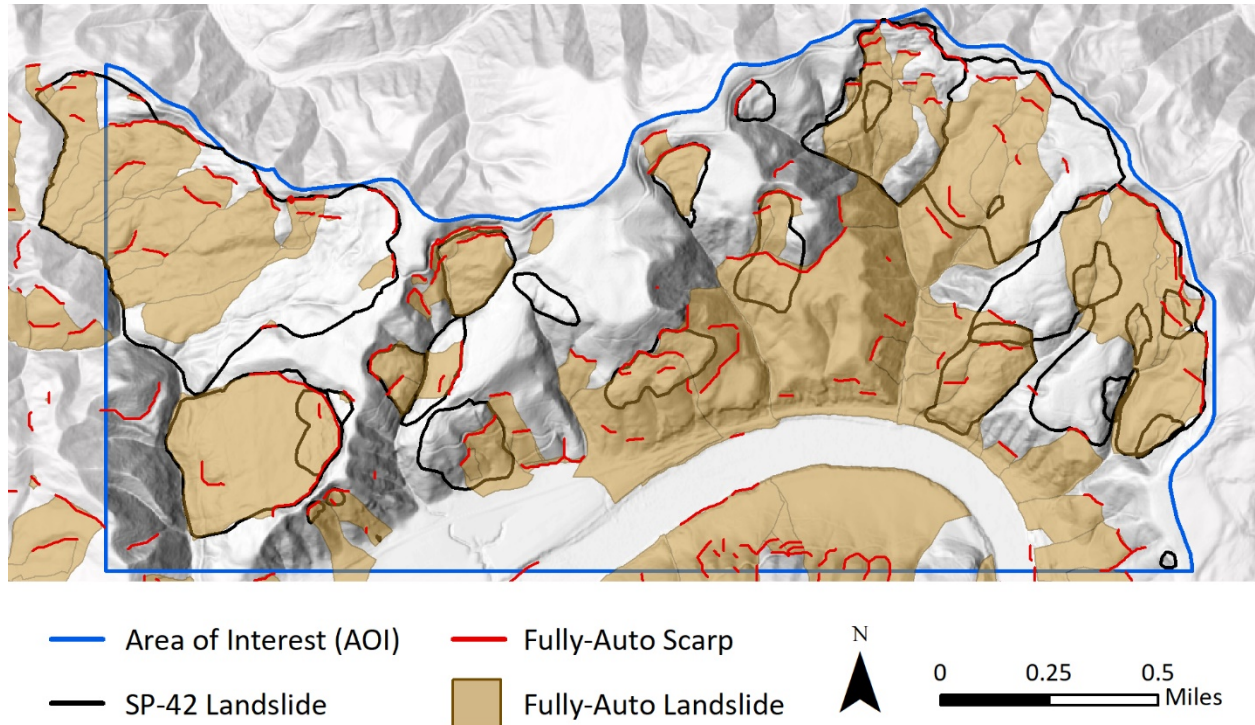 Area of Interest (AOI)
Fully-Auto Scarp
N
0 0.25 0.5
Miles
SP-42 Landslide
Fully-Auto Landslide